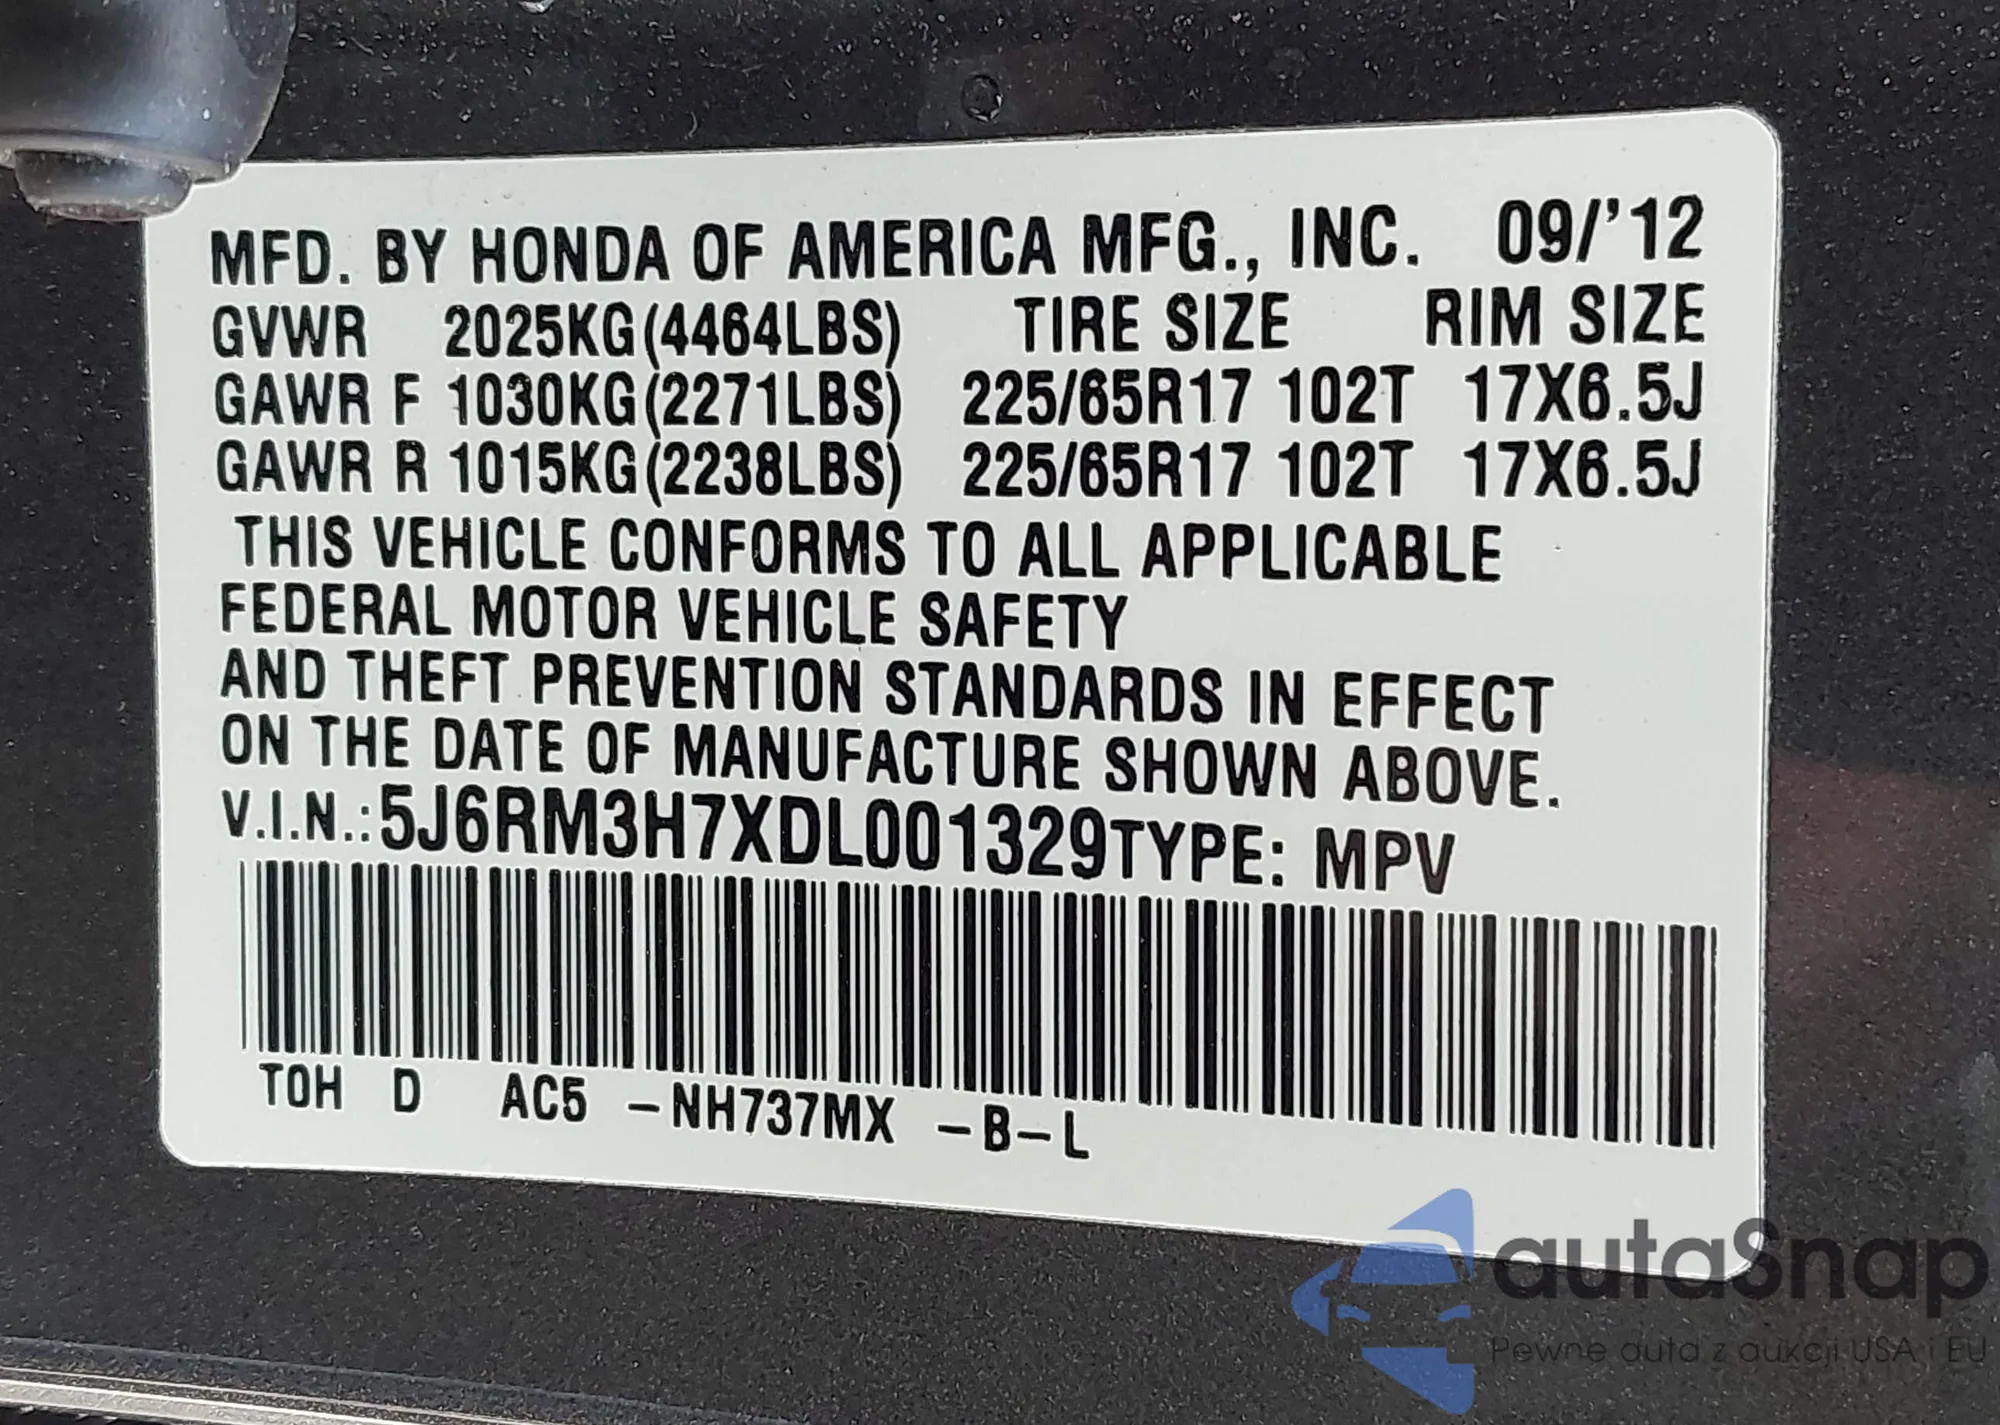 MFD. BY HONDA OF AMERICA MFG., INC. 09/'12
GVWR 2025KG(4464LBS) TIRE SIZE RIM SIZE
GAWR F 1030KG(2271LBS) 225/65R17 102T 17X6.5J
GAWR R 1015KG(2238LBS) 225/65R17 102T 17X6.5J
THIS VEHICLE CONFORMS TO ALL APPLICABLE
FEDERAL MOTOR VEHICLE SAFETY
AND THEFT PREVENTION STANDARDS IN EFFECT
ON THE DATE OF MANUFACTURE SHOWN ABOVE.
V.I.N.:5J6RM3H7XDL001329TYPE: MPV
TOH D AC5 -NH737MX -B-L
autaSnap
Pewne auta z aukcji USA i EU